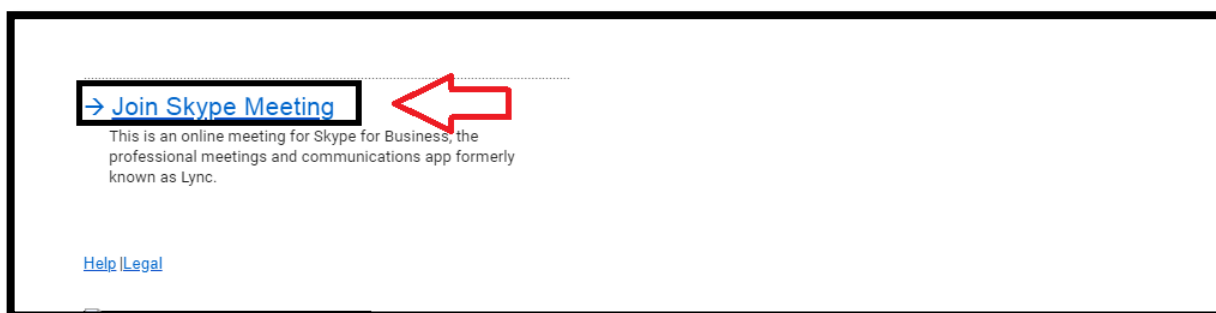 → Join Skype Meeting
This is an online meeting for Skype for Business, the
professional meetings and communications app formerly
known as Lync.
Help |Legal